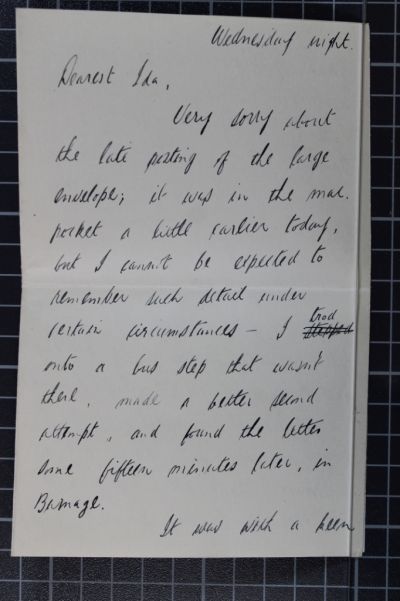 Wednesday night.
Dearest Ida,
Very sorry about
the late posting of the large
envelope; it was in the mac.
pocket a little earlier today,
but I cannot be expected to
remember such detail under
certain circumstances – I trod
stepped
onto a bus step that wasn't
there, made a better second
attempt, and found the letter
some fifteen minutes later, in
Burnage.
It was with a keen